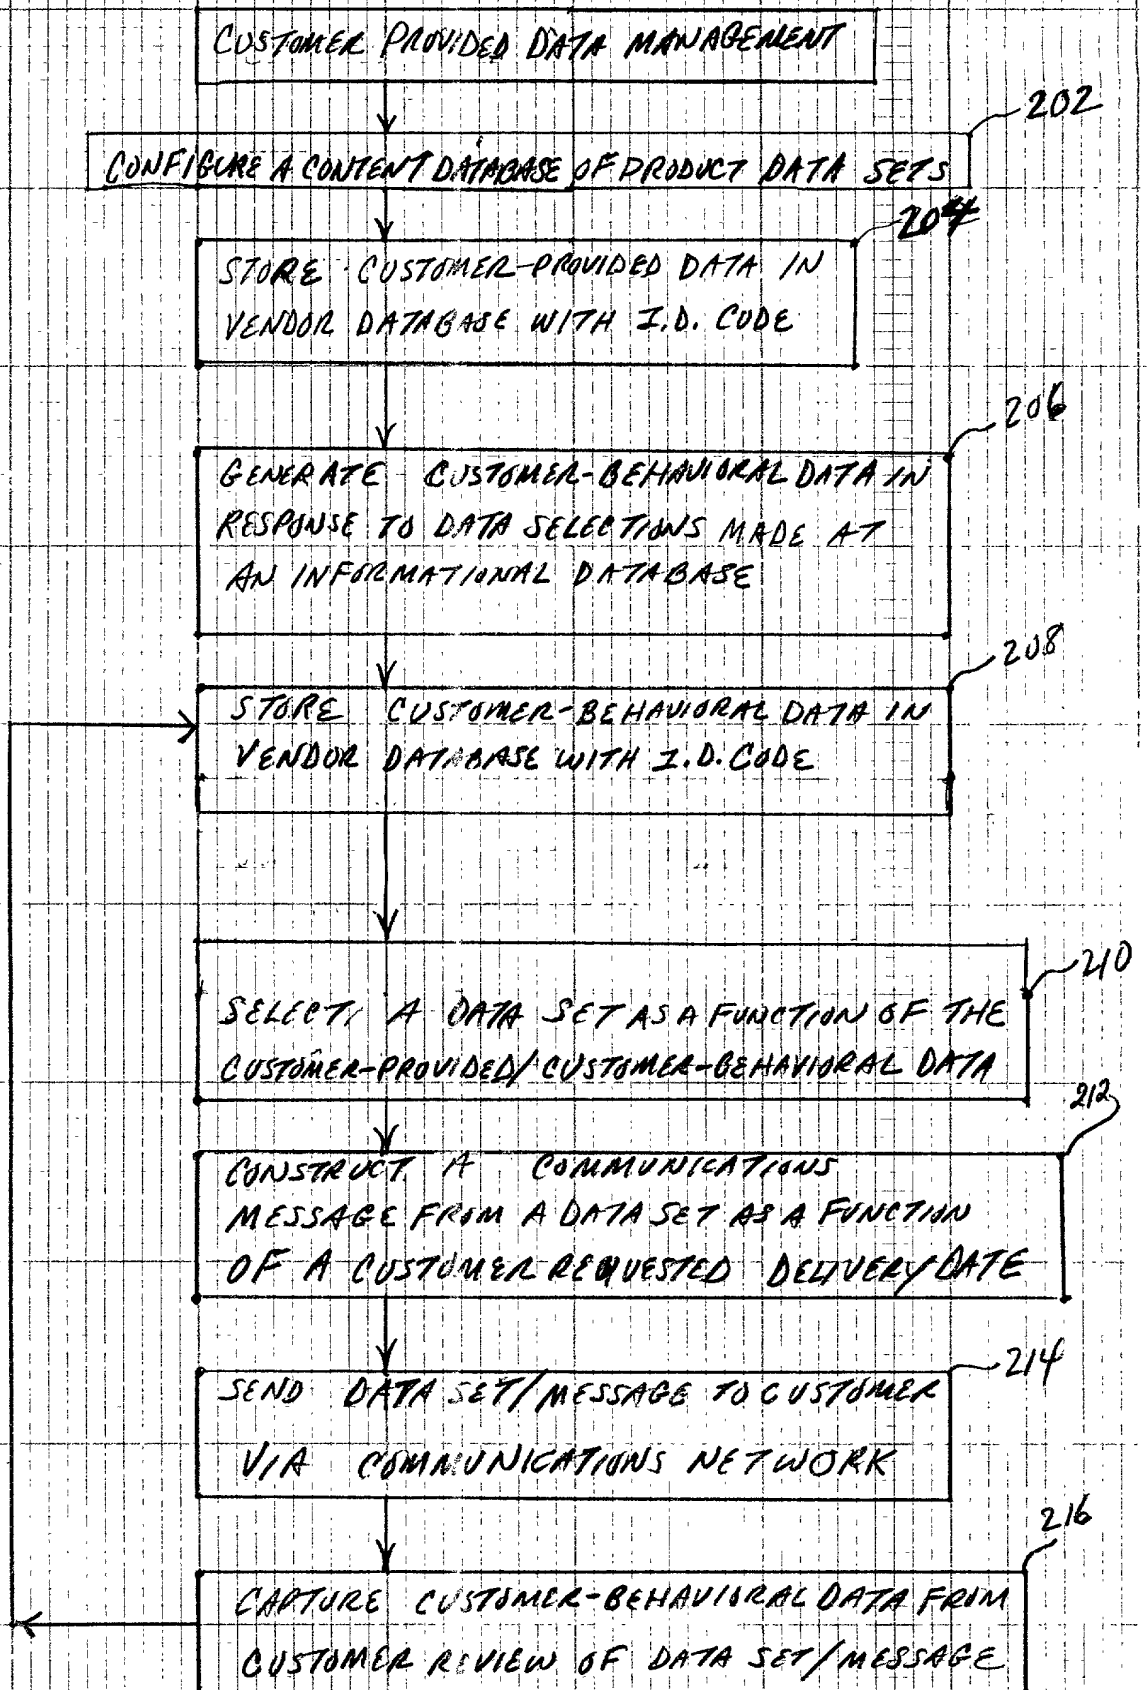 CUSTOMER PROVIDED DATA MANAGEMENT
202
CONFIGURE A CONTENT DATABASE OF PRODUCT DATA SETS
204
STORE CUSTOMER-PROVIDED DATA IN
VENDOR DATABASE WITH I.D. CODE
206
GENERATE CUSTOMER-BEHAVIORAL DATA IN
RESPONSE TO DATA SELECTIONS MADE AT
AN INFORMATIONAL DATABASE
208
STORE CUSTOMER-BEHAVIORAL DATA IN
VENDOR DATABASE WITH I.D. CODE
210
SELECT A DATA SET AS A FUNCTION OF THE
CUSTOMER-PROVIDED/CUSTOMER-BEHAVIORAL DATA
212
CONSTRUCT A COMMUNICATIONS
MESSAGE FROM A DATA SET AS A FUNCTION
OF A CUSTOMER REQUESTED DELIVERY DATE
214
SEND DATA SET/MESSAGE TO CUSTOMER
VIA COMMUNICATIONS NETWORK
216
CAPTURE CUSTOMER-BEHAVIORAL DATA FROM
CUSTOMER REVIEW OF DATA SET/MESSAGE